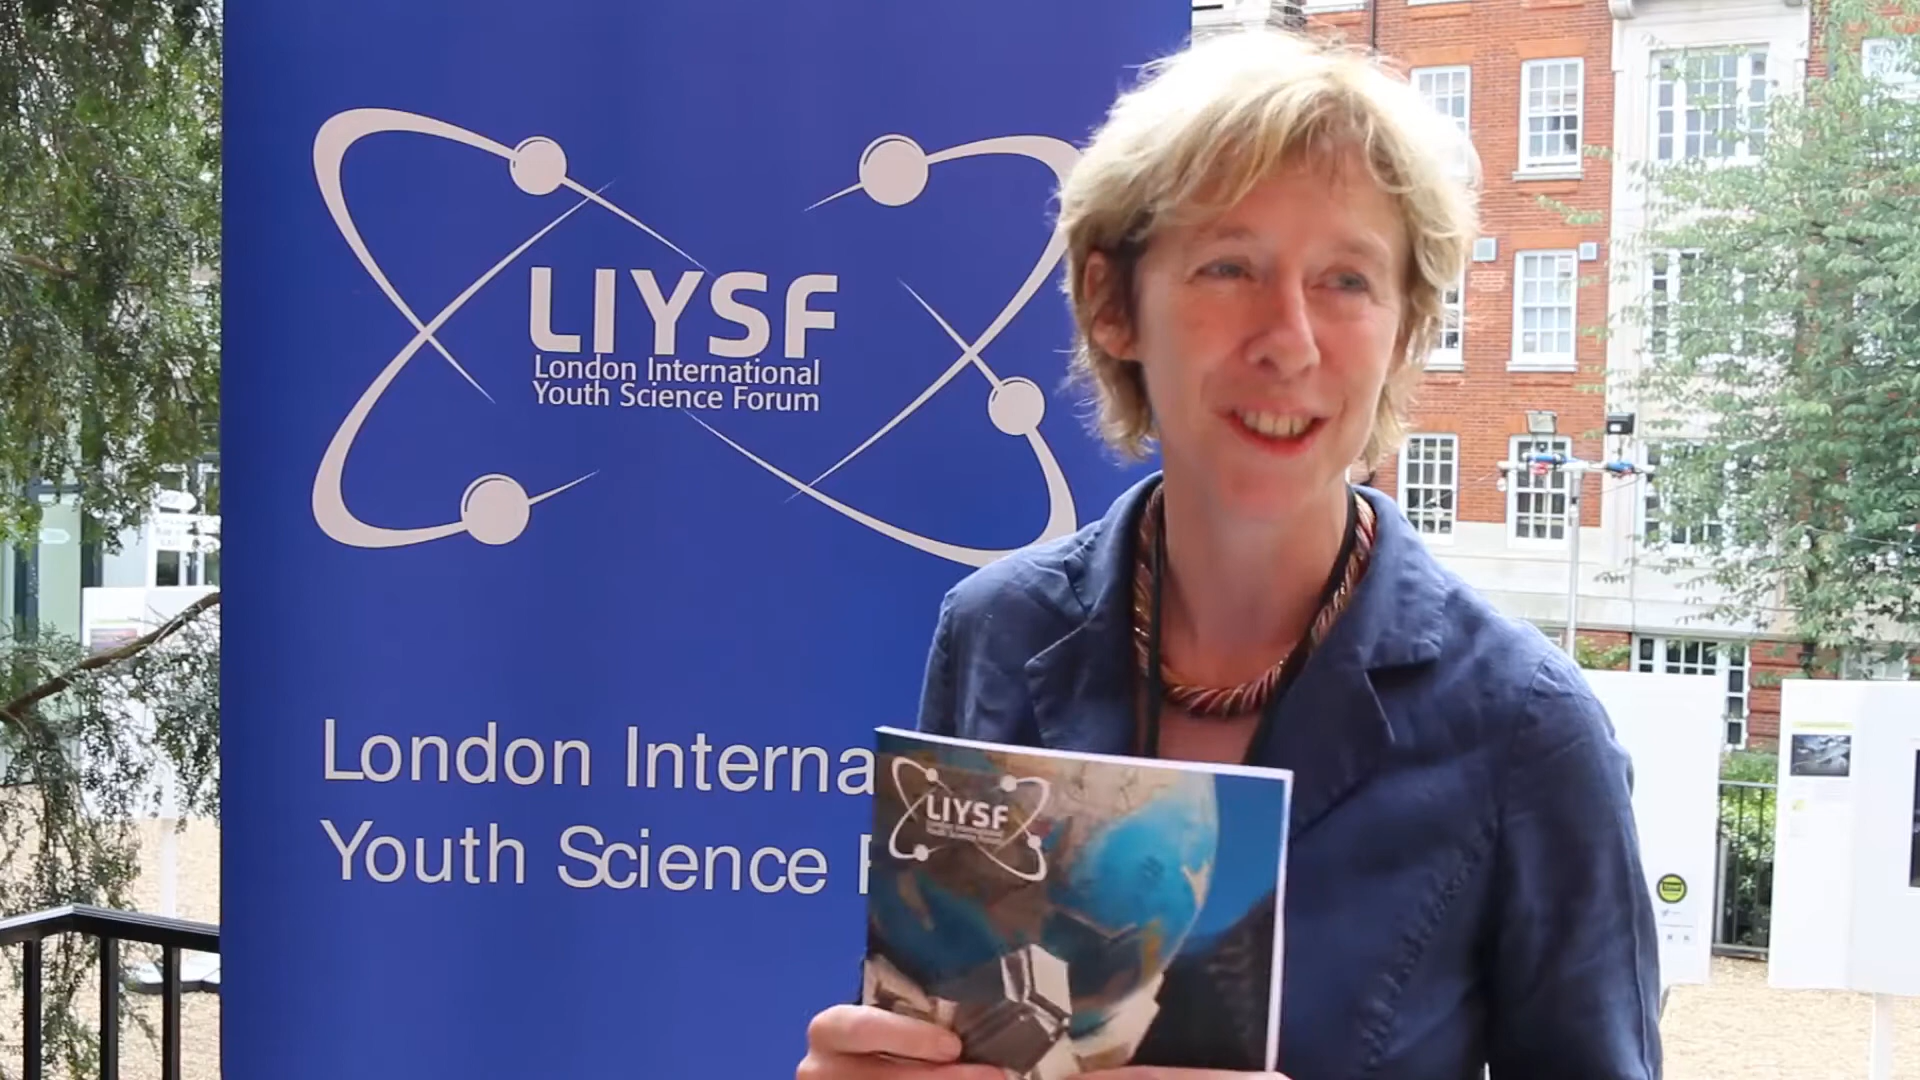 LIYSF
London International
Youth Science Forum
London Interna
Youth Science F
LIYSF